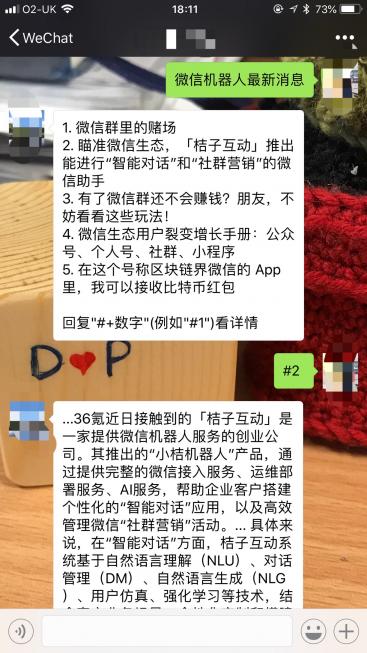 O2-UK
18:11
73%
WeChat
微信机器人最新消息
1. 微信群里的赌场
2. 瞄准微信生态，「桔子互动」推出
能进行“智能对话”和“社群营销”的微
信助手
3. 有了微信群还不会赚钱？朋友，不
妨看看这些玩法！
4. 微信生态用户裂变增长手册：公众
号、个人号、社群、小程序
5. 在这个号称区块链界微信的 App
里，我可以接收比特币红包
回复"#+数字"(例如"#1")看详情
D P
#2
...36氪近日接触到的「桔子互动」是
一家提供微信机器人服务的创业公
司。其推出的“小桔机器人”产品，通
过提供完整的微信接入服务、运维部
署服务、AI服务，帮助企业客户搭建
个性化的“智能对话”应用，以及高效
管理微信“社群营销”活动。... 具体来
说，在“智能对话”方面，桔子互动系
统基于自然语言理解（NLU）、对话
管理（DM）、自然语言生成（NLG
）、用户仿真、强化学习等技术，结